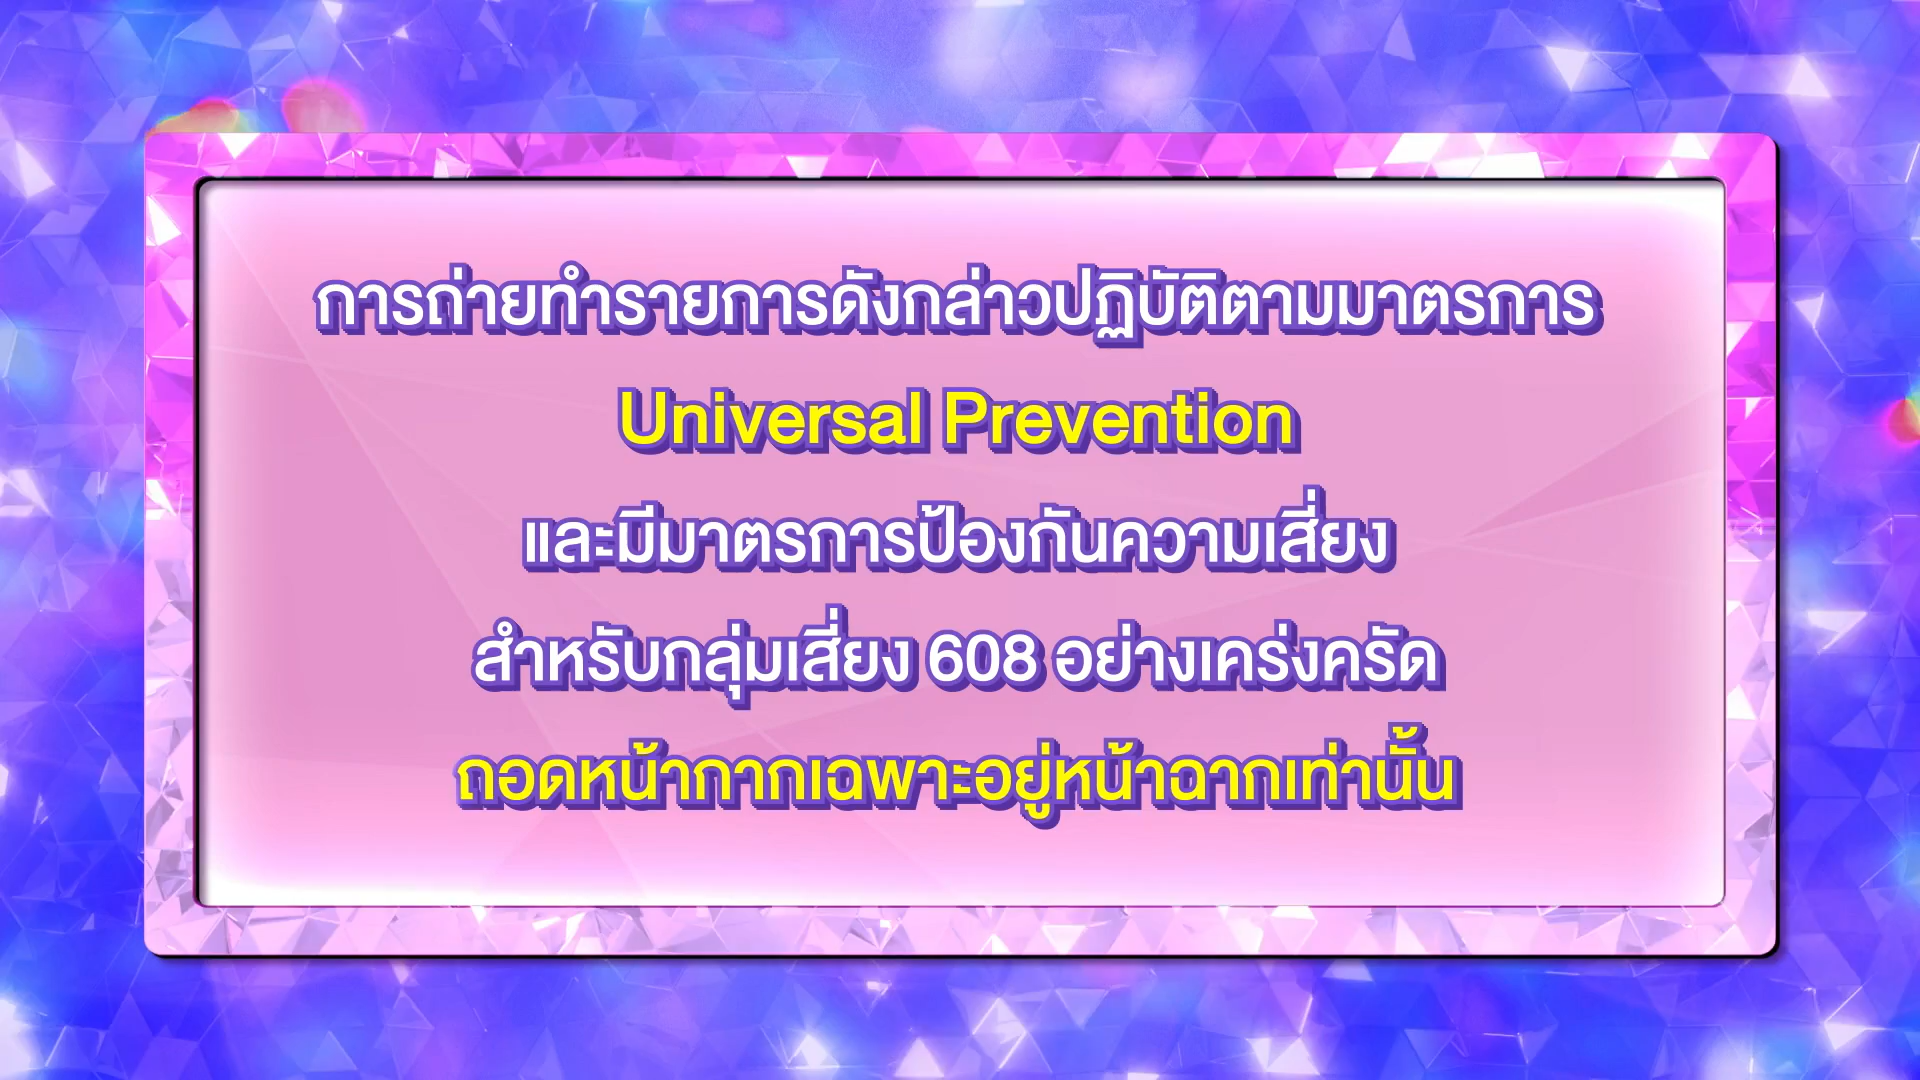 การถ่ายทำรายการดังกล่าวปฏิบัติตามมาตรการ
Universal Prevention
และมีมาตรการป้องกันความเสี่ยง
สำหรับกลุ่มเสี่ยง 608 อย่างเคร่งครัด
ถอดหน้ากากเฉพาะอยู่หน้าฉากเท่านั้น